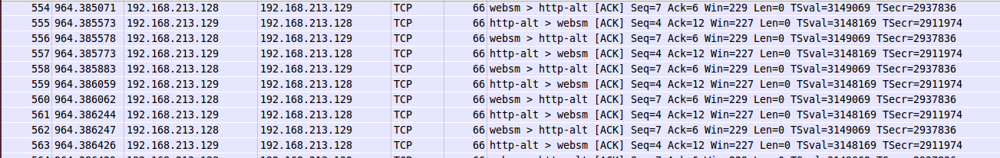 554 964.385071 192.168.213.128 192.168.213.129 TCP 66 websm > http-alt [ACK] Seq=7 Ack=6 Win=229 Len=0 TSval=3149069 TSecr=2937836
555 964.385573 192.168.213.129 192.168.213.128 TCP 66 http-alt > websm [ACK] Seq=4 Ack=12 Win=227 Len=0 TSval=3148169 TSecr=2911974
556 964.385578 192.168.213.128 192.168.213.129 TCP 66 websm > http-alt [ACK] Seq=7 Ack=6 Win=229 Len=0 TSval=3149069 TSecr=2937836
557 964.385773 192.168.213.129 192.168.213.128 TCP 66 http-alt > websm [ACK] Seq=4 Ack=12 Win=227 Len=0 TSval=3148169 TSecr=2911974
558 964.385883 192.168.213.128 192.168.213.129 TCP 66 websm > http-alt [ACK] Seq=7 Ack=6 Win=229 Len=0 TSval=3149069 TSecr=2937836
559 964.386059 192.168.213.129 192.168.213.128 TCP 66 http-alt > websm [ACK] Seq=4 Ack=12 Win=227 Len=0 TSval=3148169 TSecr=2911974
560 964.386062 192.168.213.128 192.168.213.129 TCP 66 websm > http-alt [ACK] Seq=7 Ack=6 Win=229 Len=0 TSval=3149069 TSecr=2937836
561 964.386244 192.168.213.129 192.168.213.128 TCP 66 http-alt > websm [ACK] Seq=4 Ack=12 Win=227 Len=0 TSval=3148169 TSecr=2911974
562 964.386247 192.168.213.128 192.168.213.129 TCP 66 websm > http-alt [ACK] Seq=7 Ack=6 Win=229 Len=0 TSval=3149069 TSecr=2937836
563 964.386426 192.168.213.129 192.168.213.128 TCP 66 http-alt > websm [ACK] Seq=4 Ack=12 Win=227 Len=0 TSval=3148169 TSecr=2911974